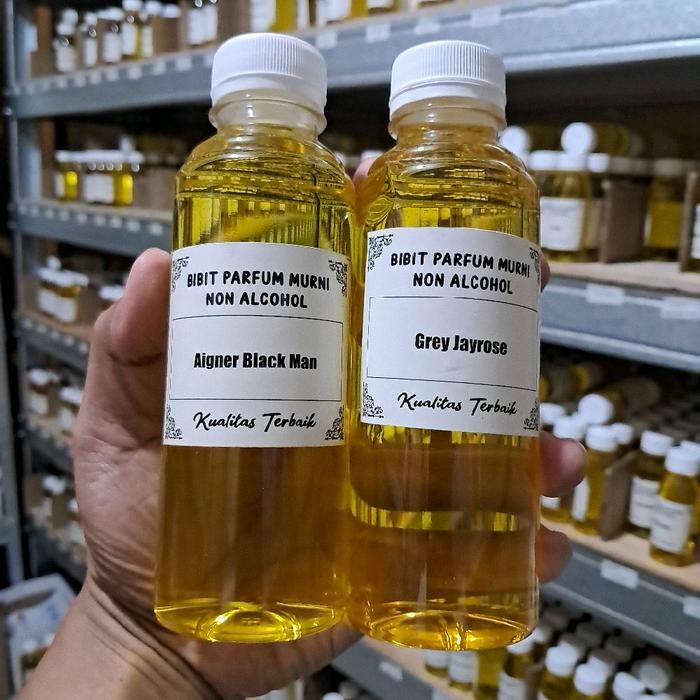 BIBIT PARFUM MURNI
NON ALCOHOL
Aigner Black Man
Kualitas Terbaik
BIBIT PARFUM MURNI
NON ALCOHOL
Grey Jayrose
Kualitas Terbaik